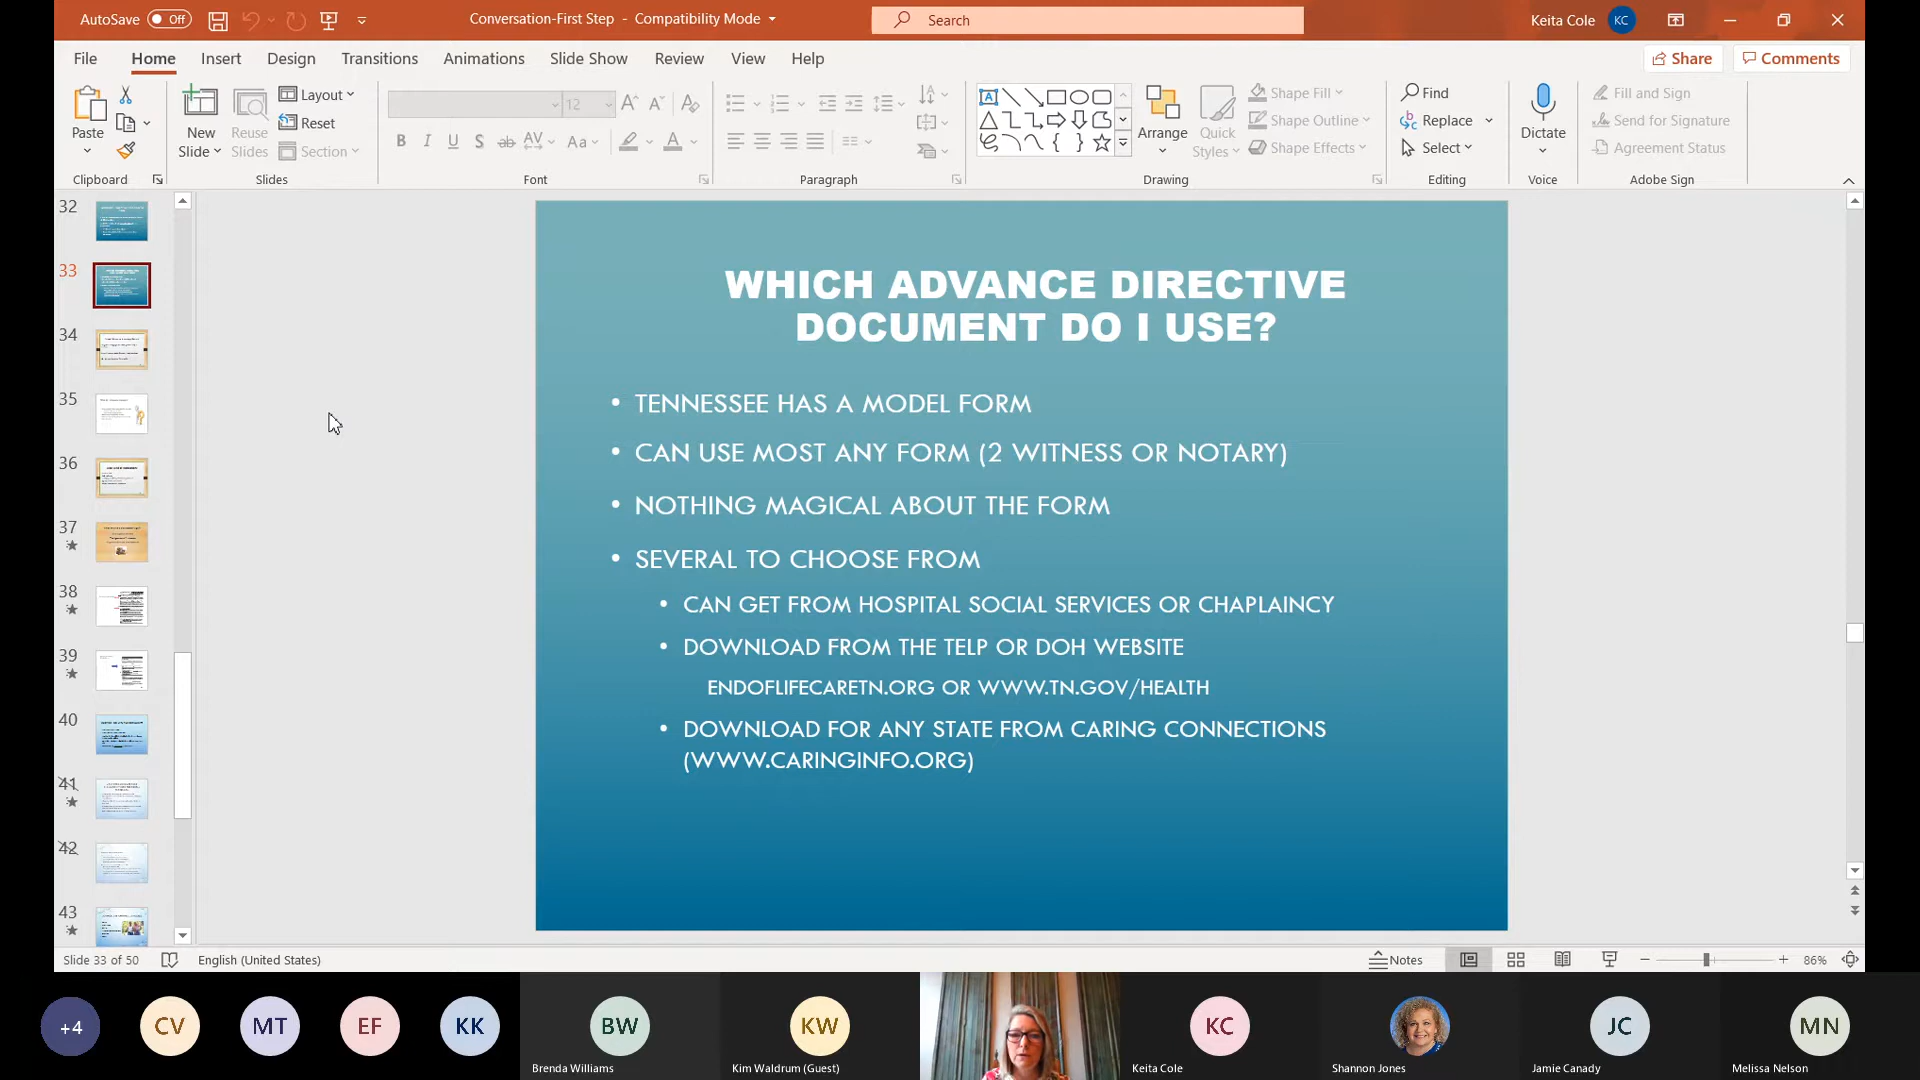 AutoSave Off
Conversation-First Step - Compatibility Mode
Search
Keita Cole KC
File Home Insert Design Transitions Animations Slide Show Review View Help
Share Comments
Paste
New Slide
Reuse Slides
Layout
Reset
Section
12
B I U S ab AV Aa A
Arrange
Quick Styles
Shape Fill
Shape Outline
Shape Effects
Find
Replace
Select
Dictate
Fill and Sign
Send for Signature
Agreement Status
Clipboard Slides Font Paragraph Drawing Editing Voice Adobe Sign
32
33
34
35
36
37
38
39
40
41
42
43
WHICH ADVANCE DIRECTIVE
DOCUMENT DO I USE?
• TENNESSEE HAS A MODEL FORM
• CAN USE MOST ANY FORM (2 WITNESS OR NOTARY)
• NOTHING MAGICAL ABOUT THE FORM
• SEVERAL TO CHOOSE FROM
• CAN GET FROM HOSPITAL SOCIAL SERVICES OR CHAPLAINCY
• DOWNLOAD FROM THE TELP OR DOH WEBSITE
ENDOFLIFECARETN.ORG OR WWW.TN.GOV/HEALTH
• DOWNLOAD FOR ANY STATE FROM CARING CONNECTIONS
(WWW.CARINGINFO.ORG)
Slide 33 of 50 English (United States) Notes 86%
+4 CV MT EF KK BW KW KC JC MN
Brenda Williams Kim Waldrum (Guest) Keita Cole Shannon Jones Jamie Canady Melissa Nelson